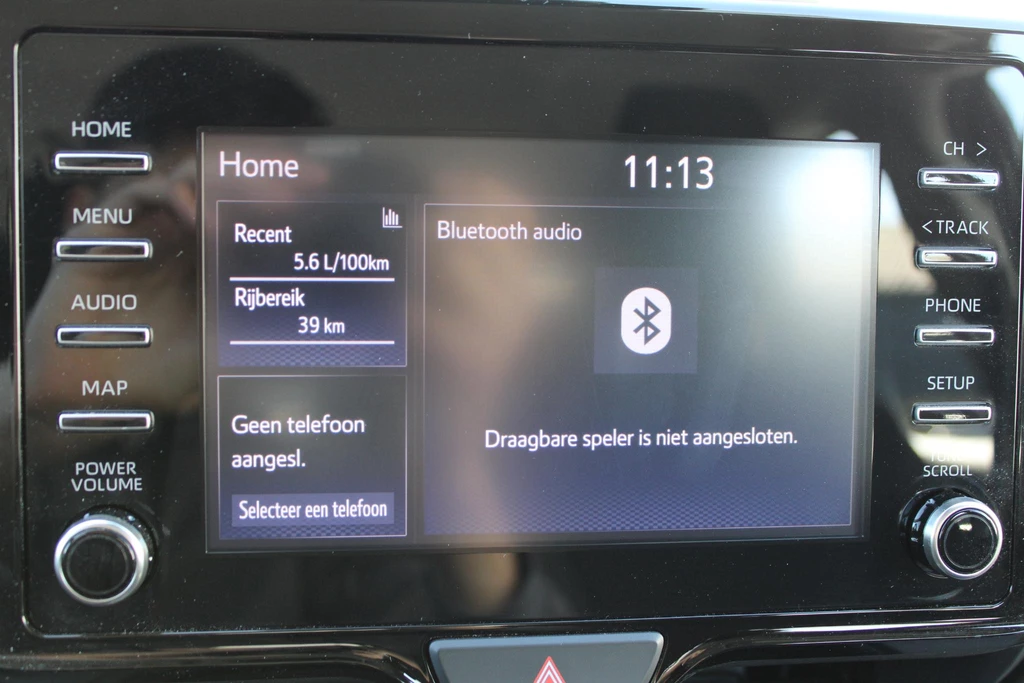 HOME
MENU
AUDIO
MAP
POWER
VOLUME
Home
11:13
Recent
5.6 L/100km
Rijbereik
39 km
Geen telefoon
aangesl.
Selecteer een telefoon
Bluetooth audio
Draagbare speler is niet aangesloten.
CH >
< TRACK
PHONE
SETUP
SCROLL